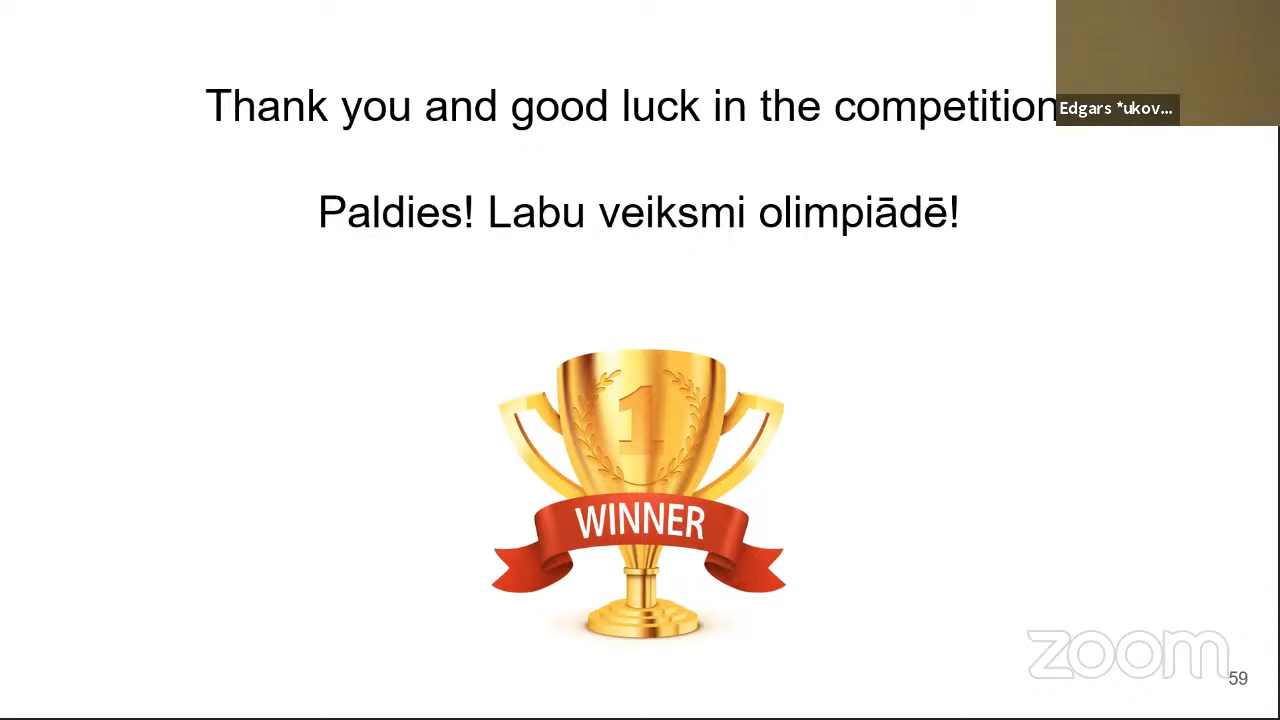 Thank you and good luck in the competition
Edgars *ukov...
Paldies! Labu veiksmi olimpiādē!
1
WINNER
zoom
59